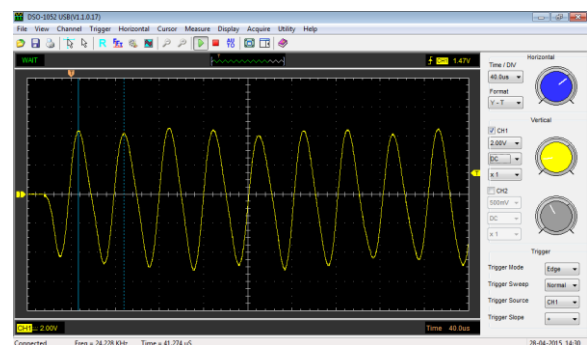 DSO-1052 USB(V1.1.0.17)
File View Channel Trigger Horizontal Cursor Measure Display Acquire Utility Help
WAIT
T
CH1 1.47V
T
CH1 2.00V
Time 40.0us
Horizontal
Time / DIV
40.0us
Format
Y - T
Vertical
CH1
2.00V
DC
x 1
CH2
500mV
DC
x 1
Trigger
Trigger Mode Edge
Trigger Sweep Normal
Trigger Source CH1
Trigger Slope +
Connected Freq = 24.228 KHz Time = 41.274 uS 28-04-2015 14:30